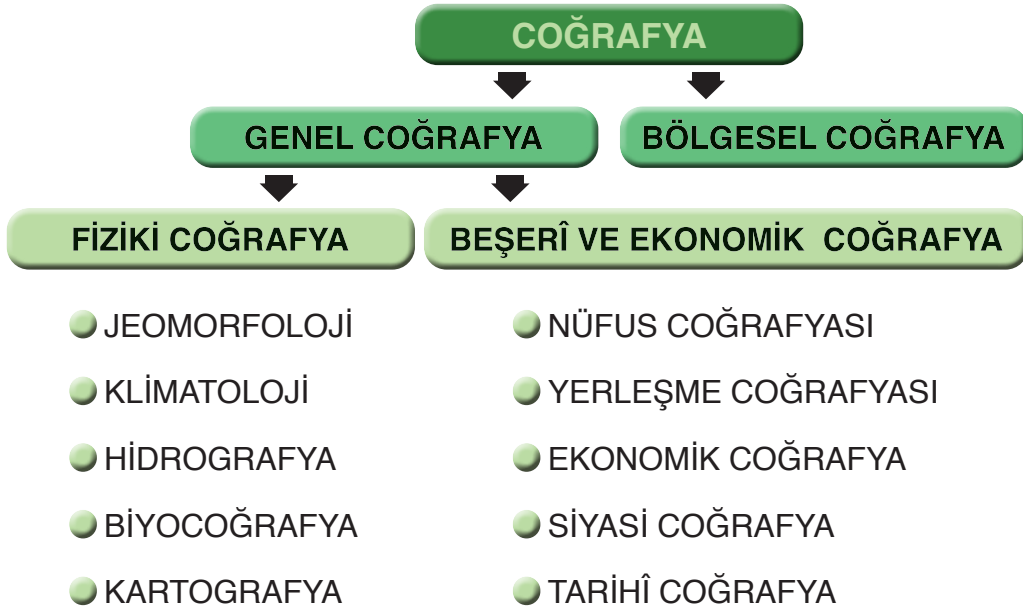 COĞRAFYA
GENEL COĞRAFYA
BÖLGESEL COĞRAFYA
FİZİKİ COĞRAFYA
BEŞERÎ VE EKONOMİK COĞRAFYA
JEOMORFOLOJİ
KLİMATOLOJİ
HİDROGRAFYA
BİYOCOĞRAFYA
KARTOGRAFYA
NÜFUS COĞRAFYASI
YERLEŞME COĞRAFYASI
EKONOMİK COĞRAFYA
SİYASİ COĞRAFYA
TARİHÎ COĞRAFYA